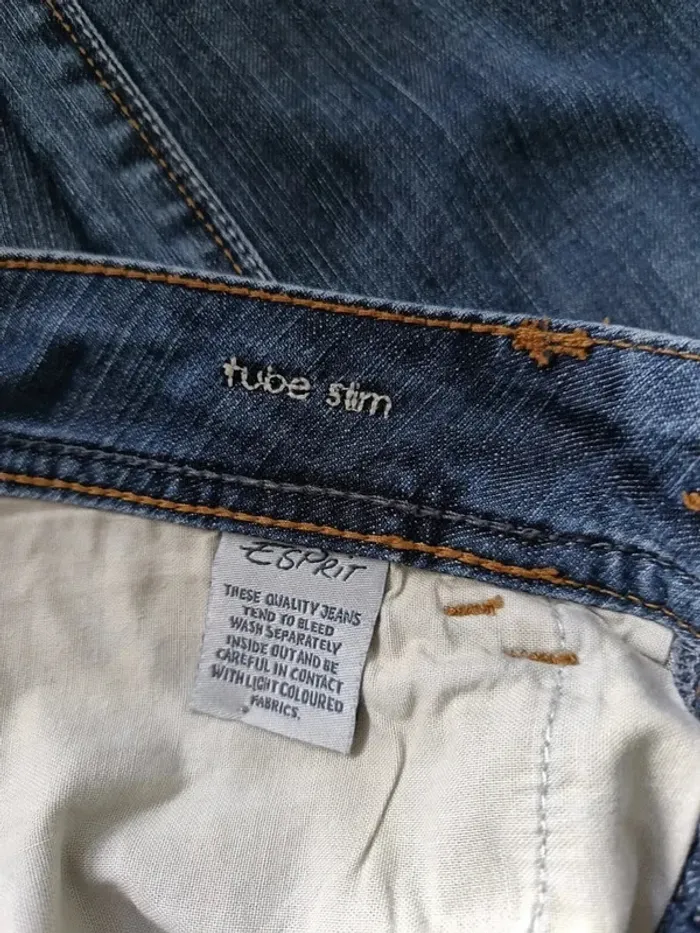 tube slim
ESPRIT
THESE QUALITY JEANS
TEND TO BLEED
WASH SEPARATELY
INSIDE OUT AND BE
CAREFUL IN CONTACT
WITH LIGHT COLOURED
FABRICS.